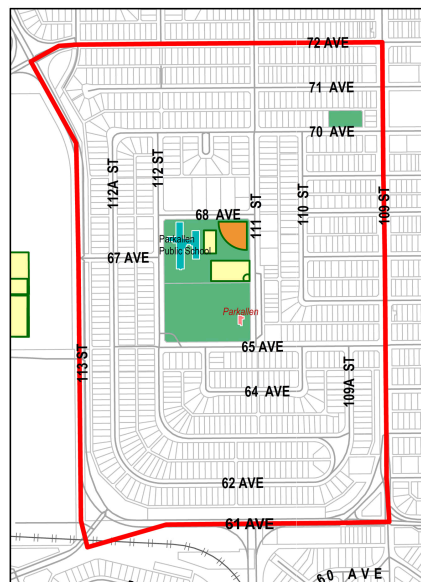 72 AVE
71 AVE
70 AVE
112A ST
112 ST
111 ST
110 ST
109 ST
68 AVE
Parkallen
Public School
67 AVE
Parkallen
65 AVE
113 ST
109A ST
64 AVE
62 AVE
61 AVE
60 AVE